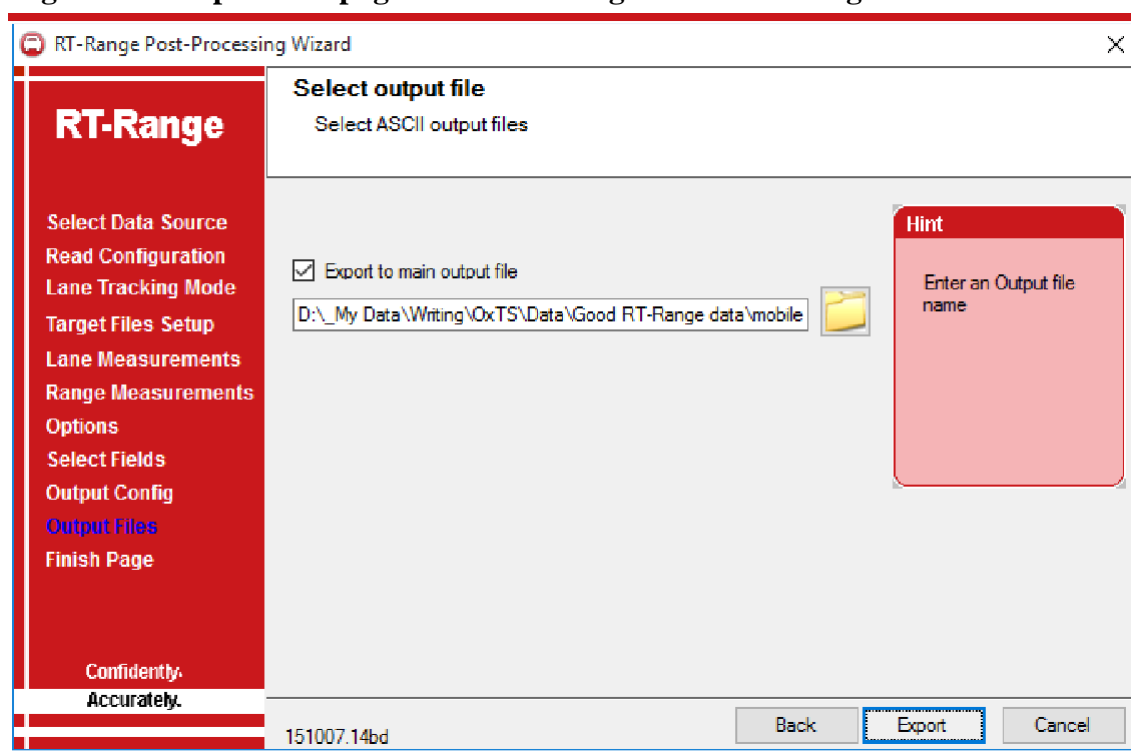 RT-Range Post-Processing Wizard
Select output file
Select ASCII output files
RT-Range
Select Data Source
Read Configuration
Lane Tracking Mode
Target Files Setup
Lane Measurements
Range Measurements
Options
Select Fields
Output Config
Output Files
Finish Page
Confidently.
Accurately.
Export to main output file
D:\_My Data\Writing\OxTS\Data\Good RT-Range data\mobile
Hint
Enter an Output file
name
151007.14bd
Back
Export
Cancel